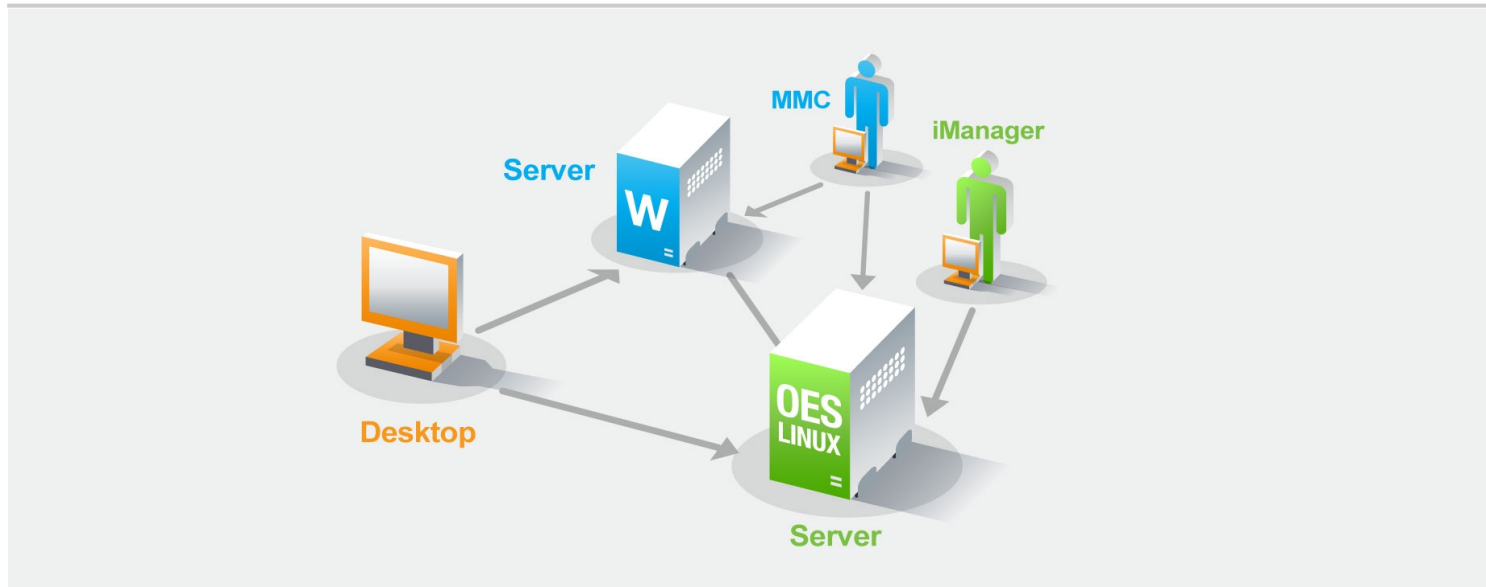 MMC
iManager
Server
W
OES
LINUX
Desktop
Server